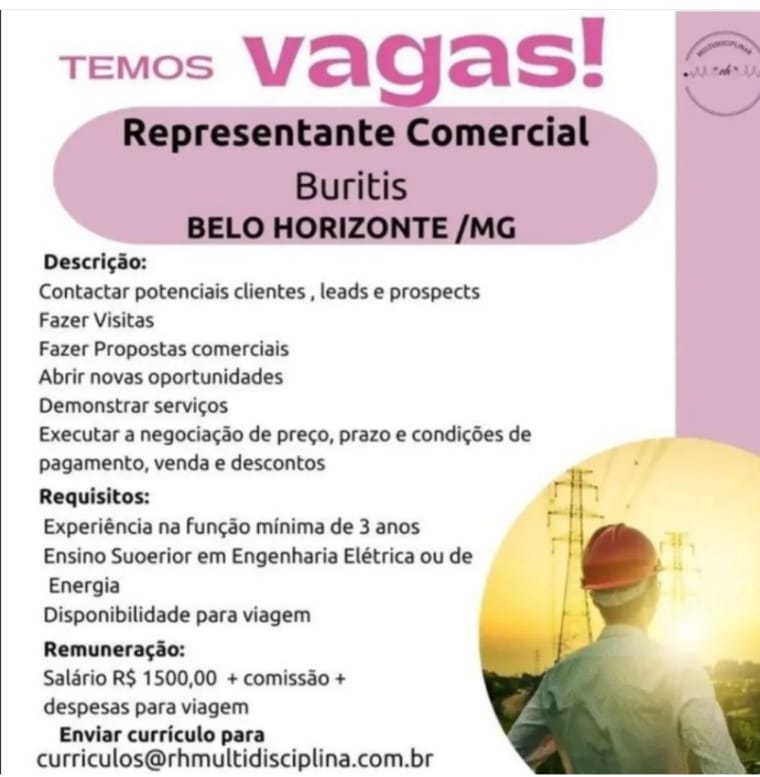 TEMOS vagas!
MULTIDISCIPLINAR
rh
Representante Comercial
Buritis
BELO HORIZONTE /MG
Descrição:
Contactar potenciais clientes , leads e prospects
Fazer Visitas
Fazer Propostas comerciais
Abrir novas oportunidades
Demonstrar serviços
Executar a negociação de preço, prazo e condições de
pagamento, venda e descontos
Requisitos:
Experiência na função mínima de 3 anos
Ensino Suoerior em Engenharia Elétrica ou de
Energia
Disponibilidade para viagem
Remuneração:
Salário R$ 1500,00 + comissão +
despesas para viagem
Enviar currículo para
curriculos@rhmultidisciplina.com.br